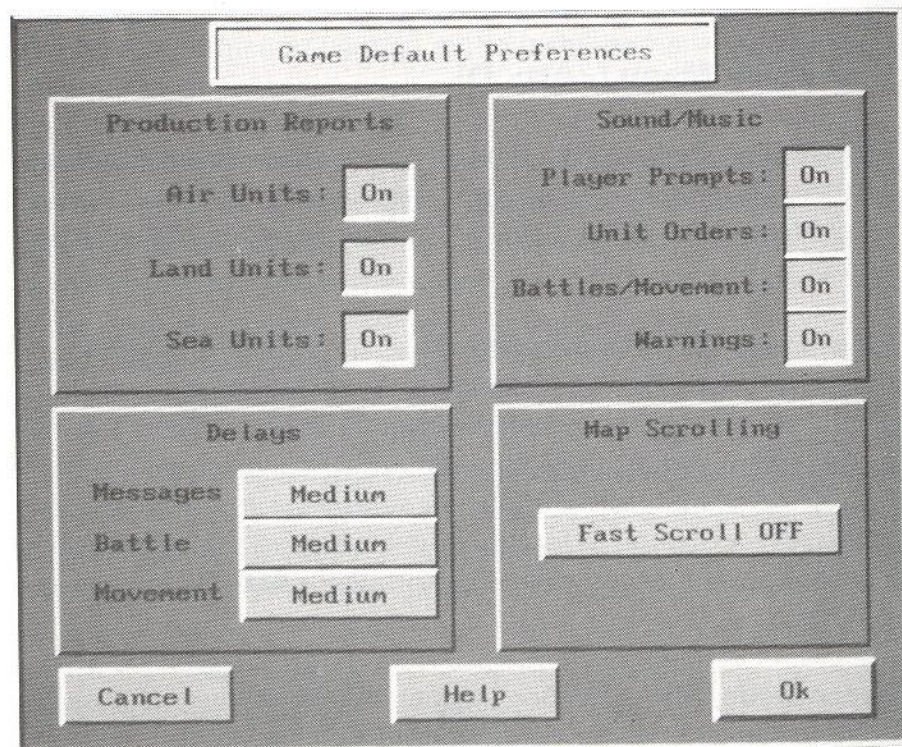 Game Default Preferences
Production Reports
Air Units: On
Land Units: On
Sea Units: On
Sound/Music
Player Prompts: On
Unit Orders: On
Battles/Movement: On
Warnings: On
Delays
Messages Medium
Battle Medium
Movement Medium
Map Scrolling
Fast Scroll OFF
Cancel Help Ok